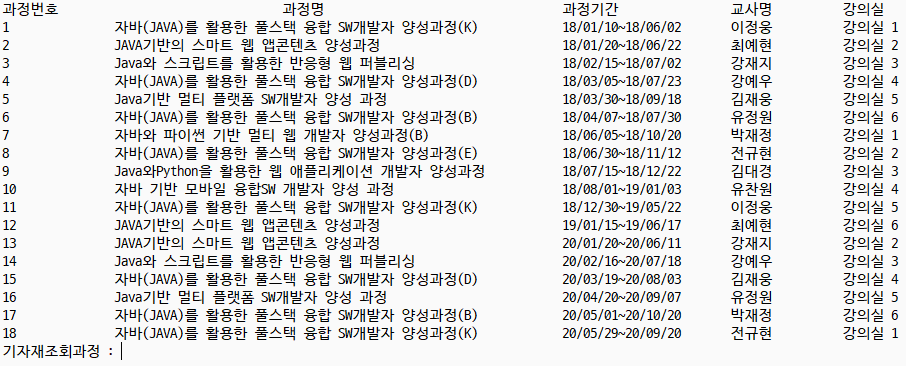 과정번호 과정명 과정기간 교사명 강의실
1 자바(JAVA)를 활용한 풀스택 융합 SW개발자 양성과정(K) 18/01/10~18/06/02 이정웅 강의실 1
2 JAVA기반의 스마트 웹 앱콘텐츠 양성과정 18/01/20~18/06/22 최예현 강의실 2
3 Java와 스크립트를 활용한 반응형 웹 퍼블리싱 18/02/15~18/07/02 강재지 강의실 3
4 자바(JAVA)를 활용한 풀스택 융합 SW개발자 양성과정(D) 18/03/05~18/07/23 강예우 강의실 4
5 Java기반 멀티 플랫폼 SW개발자 양성 과정 18/03/30~18/09/18 김재웅 강의실 5
6 자바(JAVA)를 활용한 풀스택 융합 SW개발자 양성과정(B) 18/04/07~18/07/30 유정원 강의실 6
7 자바와 파이썬 기반 멀티 웹 개발자 양성과정(B) 18/06/05~18/10/20 박재정 강의실 1
8 자바(JAVA)를 활용한 풀스택 융합 SW개발자 양성과정(E) 18/06/30~18/11/12 전규현 강의실 2
9 Java와Python을 활용한 웹 애플리케이션 개발자 양성과정 18/07/15~18/12/22 김대경 강의실 3
10 자바 기반 모바일 융합SW 개발자 양성 과정 18/08/01~19/01/03 유찬원 강의실 4
11 자바(JAVA)를 활용한 풀스택 융합 SW개발자 양성과정(K) 18/12/30~19/05/22 이정웅 강의실 5
12 JAVA기반의 스마트 웹 앱콘텐츠 양성과정 19/01/15~19/06/17 최예현 강의실 6
13 JAVA기반의 스마트 웹 앱콘텐츠 양성과정 20/01/20~20/06/11 강재지 강의실 2
14 Java와 스크립트를 활용한 반응형 웹 퍼블리싱 20/02/16~20/07/18 강예우 강의실 3
15 자바(JAVA)를 활용한 풀스택 융합 SW개발자 양성과정(D) 20/03/19~20/08/03 김재웅 강의실 4
16 Java기반 멀티 플랫폼 SW개발자 양성 과정 20/04/20~20/09/07 유정원 강의실 5
17 자바(JAVA)를 활용한 풀스택 융합 SW개발자 양성과정(B) 20/05/01~20/10/20 박재정 강의실 6
18 자바(JAVA)를 활용한 풀스택 융합 SW개발자 양성과정(K) 20/05/29~20/09/20 전규현 강의실 1
기자재조회과정 :